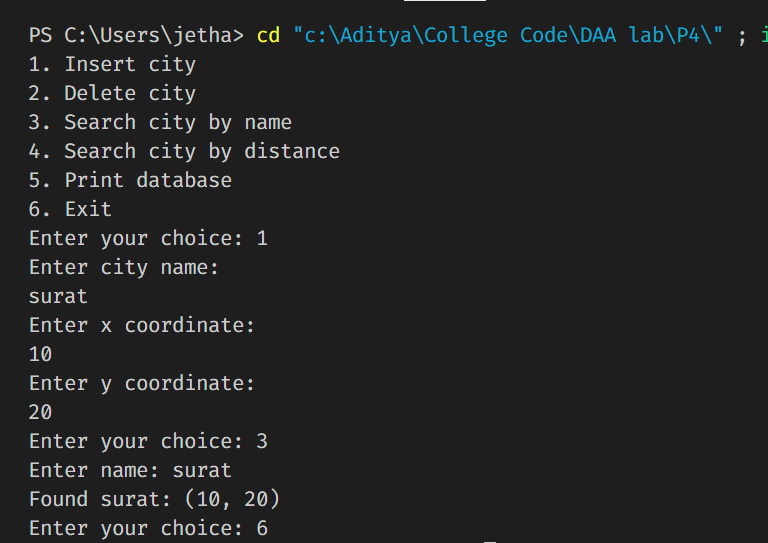 PS C:\Users\jetha> cd "c:\Aditya\College Code\DAA lab\P4\" ; i
1. Insert city
2. Delete city
3. Search city by name
4. Search city by distance
5. Print database
6. Exit
Enter your choice: 1
Enter city name:
surat
Enter x coordinate:
10
Enter y coordinate:
20
Enter your choice: 3
Enter name: surat
Found surat: (10, 20)
Enter your choice: 6